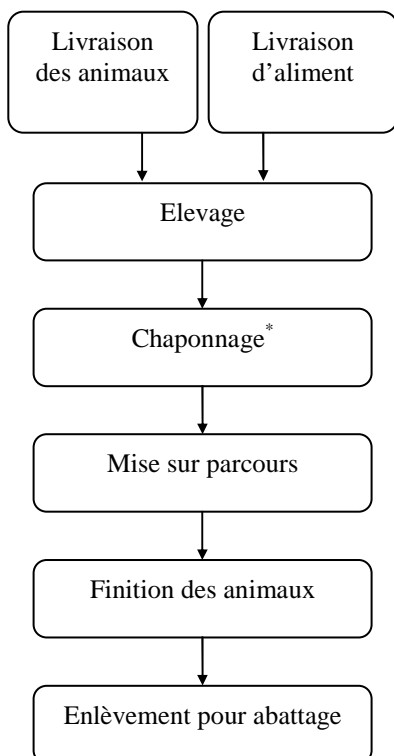 Livraison
des animaux
Livraison
d'aliment
Elevage
Chaponnage*
Mise sur parcours
Finition des animaux
Enlèvement pour abattage